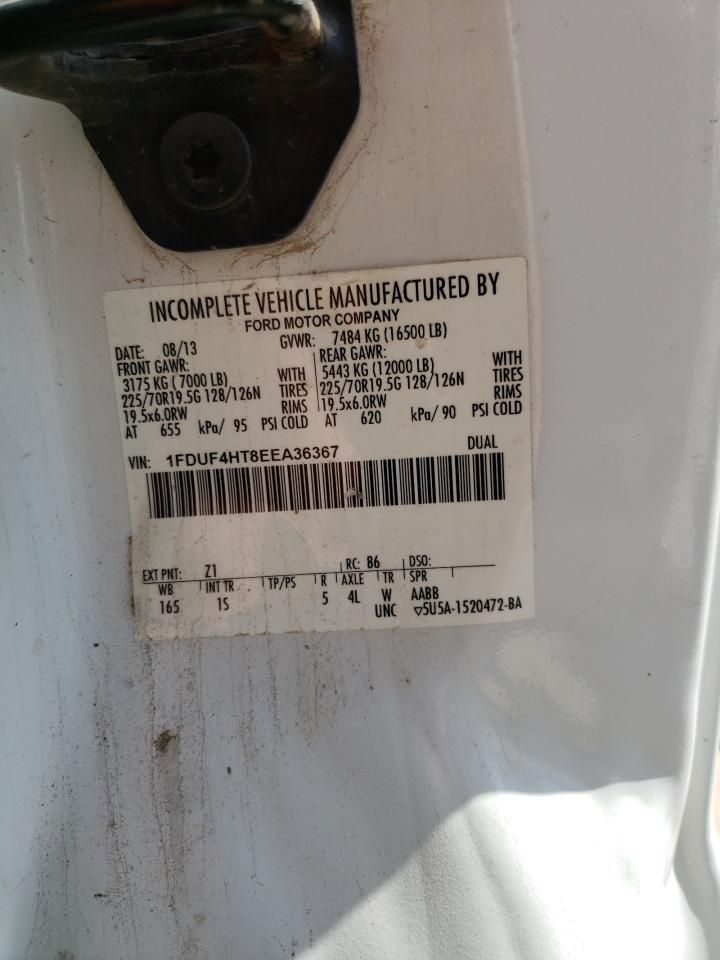 INCOMPLETE VEHICLE MANUFACTURED BY
FORD MOTOR COMPANY
DATE: 08/13 GVWR: 7484 KG (16500 LB)
FRONT GAWR: REAR GAWR:
3175 KG (7000 LB) WITH 5443 KG (12000 LB) WITH
225/70R19.5G 128/126N TIRES 225/70R19.5G 128/126N TIRES
19.5x6.0RW RIMS 19.5x6.0RW RIMS
AT 655 kPa/ 95 PSI COLD AT 620 kPa/ 90 PSI COLD
VIN: 1FDUF4HT8EEA36367 DUAL
EXT PNT: Z1 RC: 86 DSO:
WB INT TR TP/PS R AXLE TR SPR
165 1S 5 4L W AABB
UNC ▽5U5A-1520472-BA